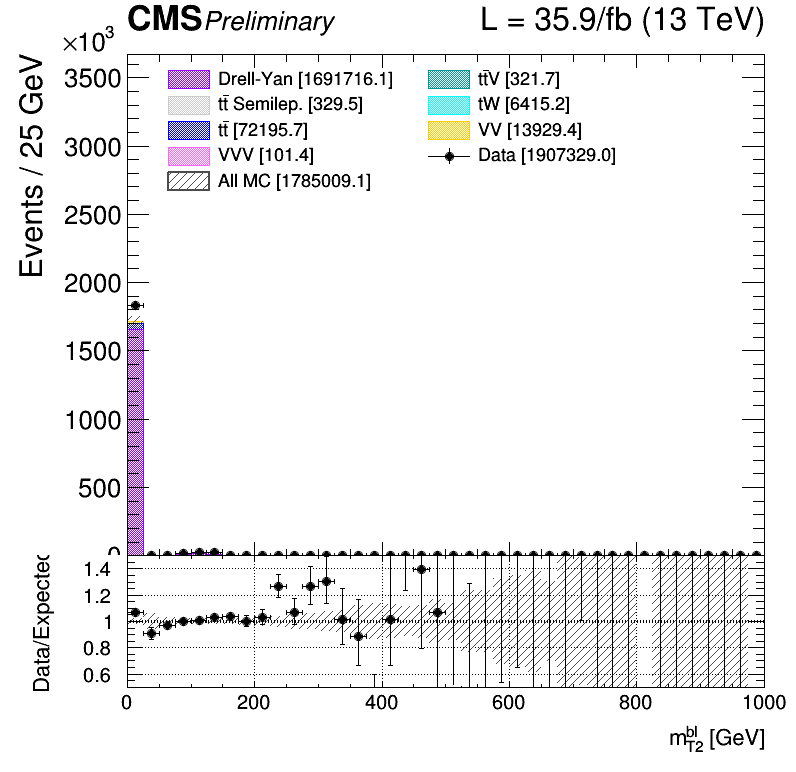 CMS Preliminary L = 35.9/fb (13 TeV)
×10³
Events / 25 GeV
3500
3000
2500
2000
1500
1000
500
0
Drell-Yan [1691716.1]
tt̄ Semilep. [329.5]
tt̄ [72195.7]
VVV [101.4]
All MC [1785009.1]
tt̄V [321.7]
tW [6415.2]
VV [13929.4]
Data [1907329.0]
Data/Expected
1.4
1.2
1
0.8
0.6
0 200 400 600 800 1000
m_{T2}^{bl} [GeV]